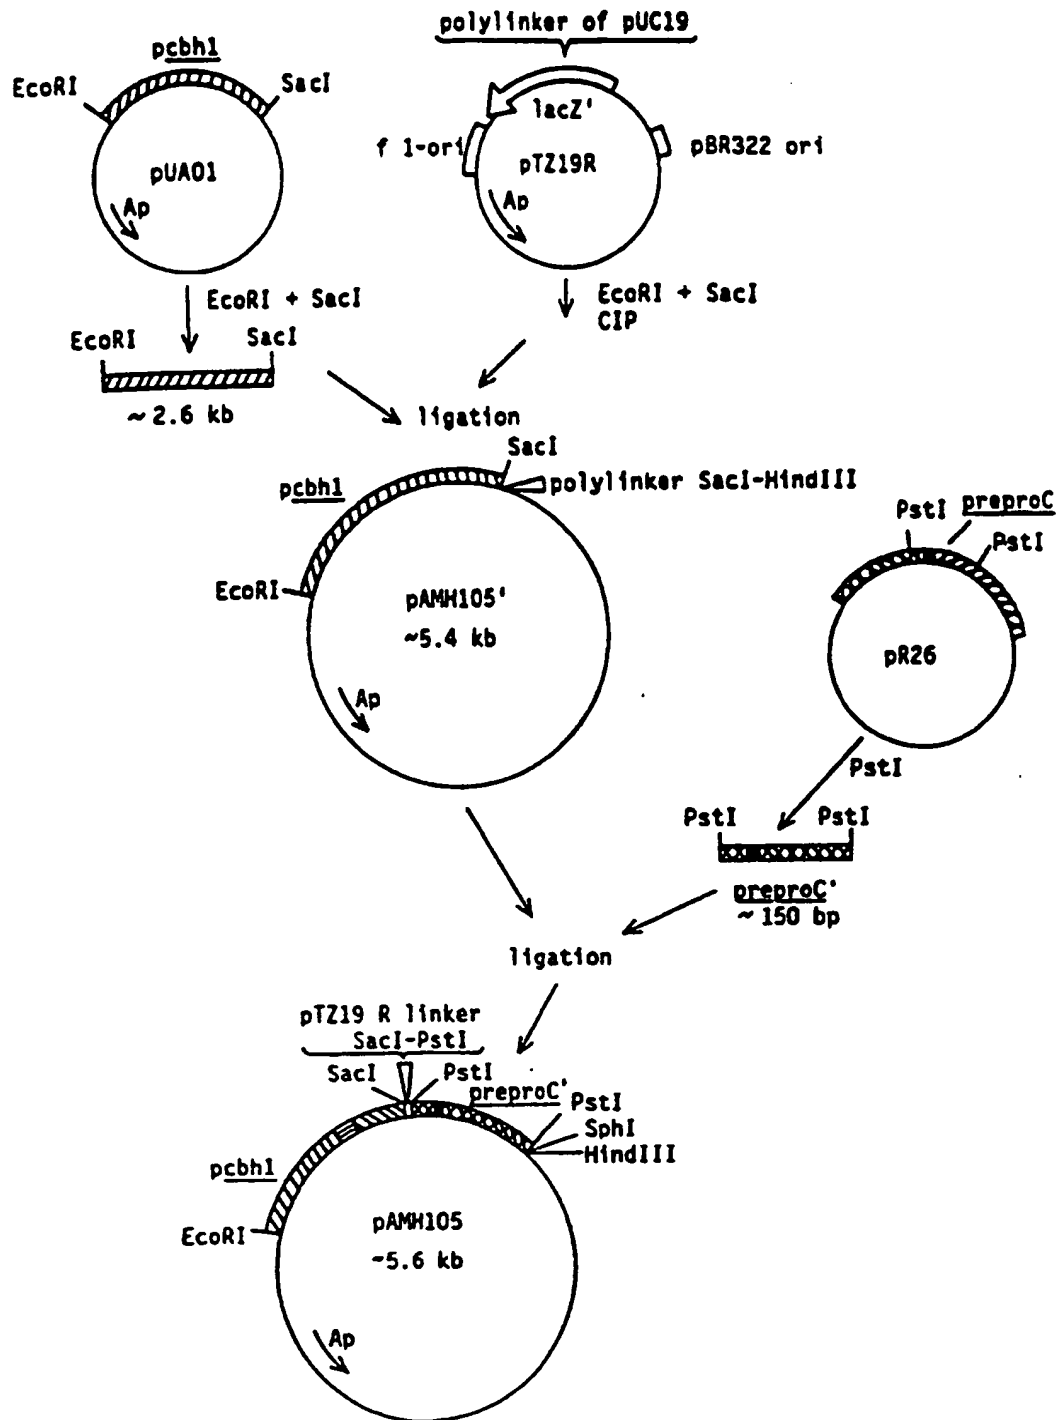 polylinker of pUC19
pcbh1
EcoRI
SacI
lacZ'
f 1-ori
pBR322 ori
pUA01
pTZ19R
Ap
Ap
EcoRI + SacI
EcoRI + SacI
CIP
EcoRI
SacI
~2.6 kb
ligation
SacI
pcbh1
polylinker SacI-HindIII
PstI
preproC
PstI
EcoRI
pAMH105'
~5.4 kb
pR26
Ap
PstI
PstI
PstI
preproC'
~150 bp
ligation
pTZ19 R linker
SacI-PstI
SacI
PstI
preproC'
PstI
SphI
HindIII
pcbh1
EcoRI
pAMH105
~5.6 kb
Ap